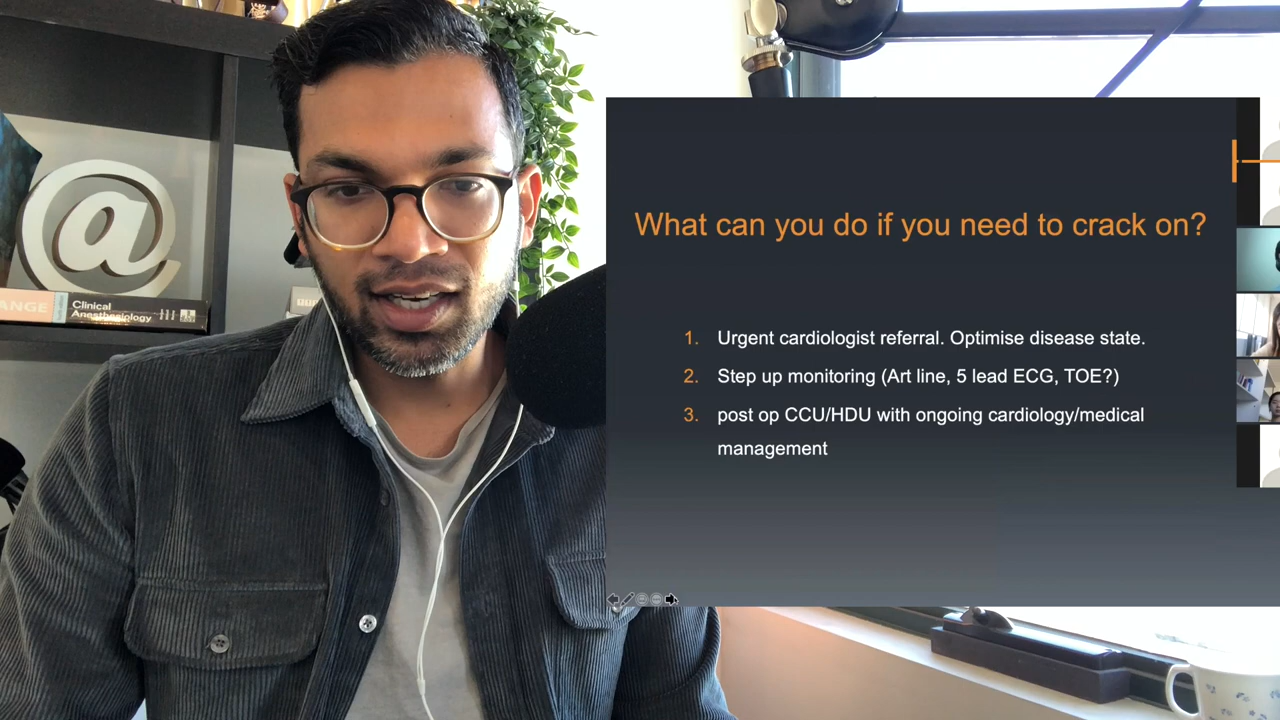 @
ANGE
Clinical
Anesthesiology
What can you do if you need to crack on?
1. Urgent cardiologist referral. Optimise disease state.
2. Step up monitoring (Art line, 5 lead ECG, TOE?)
3. post op CCU/HDU with ongoing cardiology/medical
management